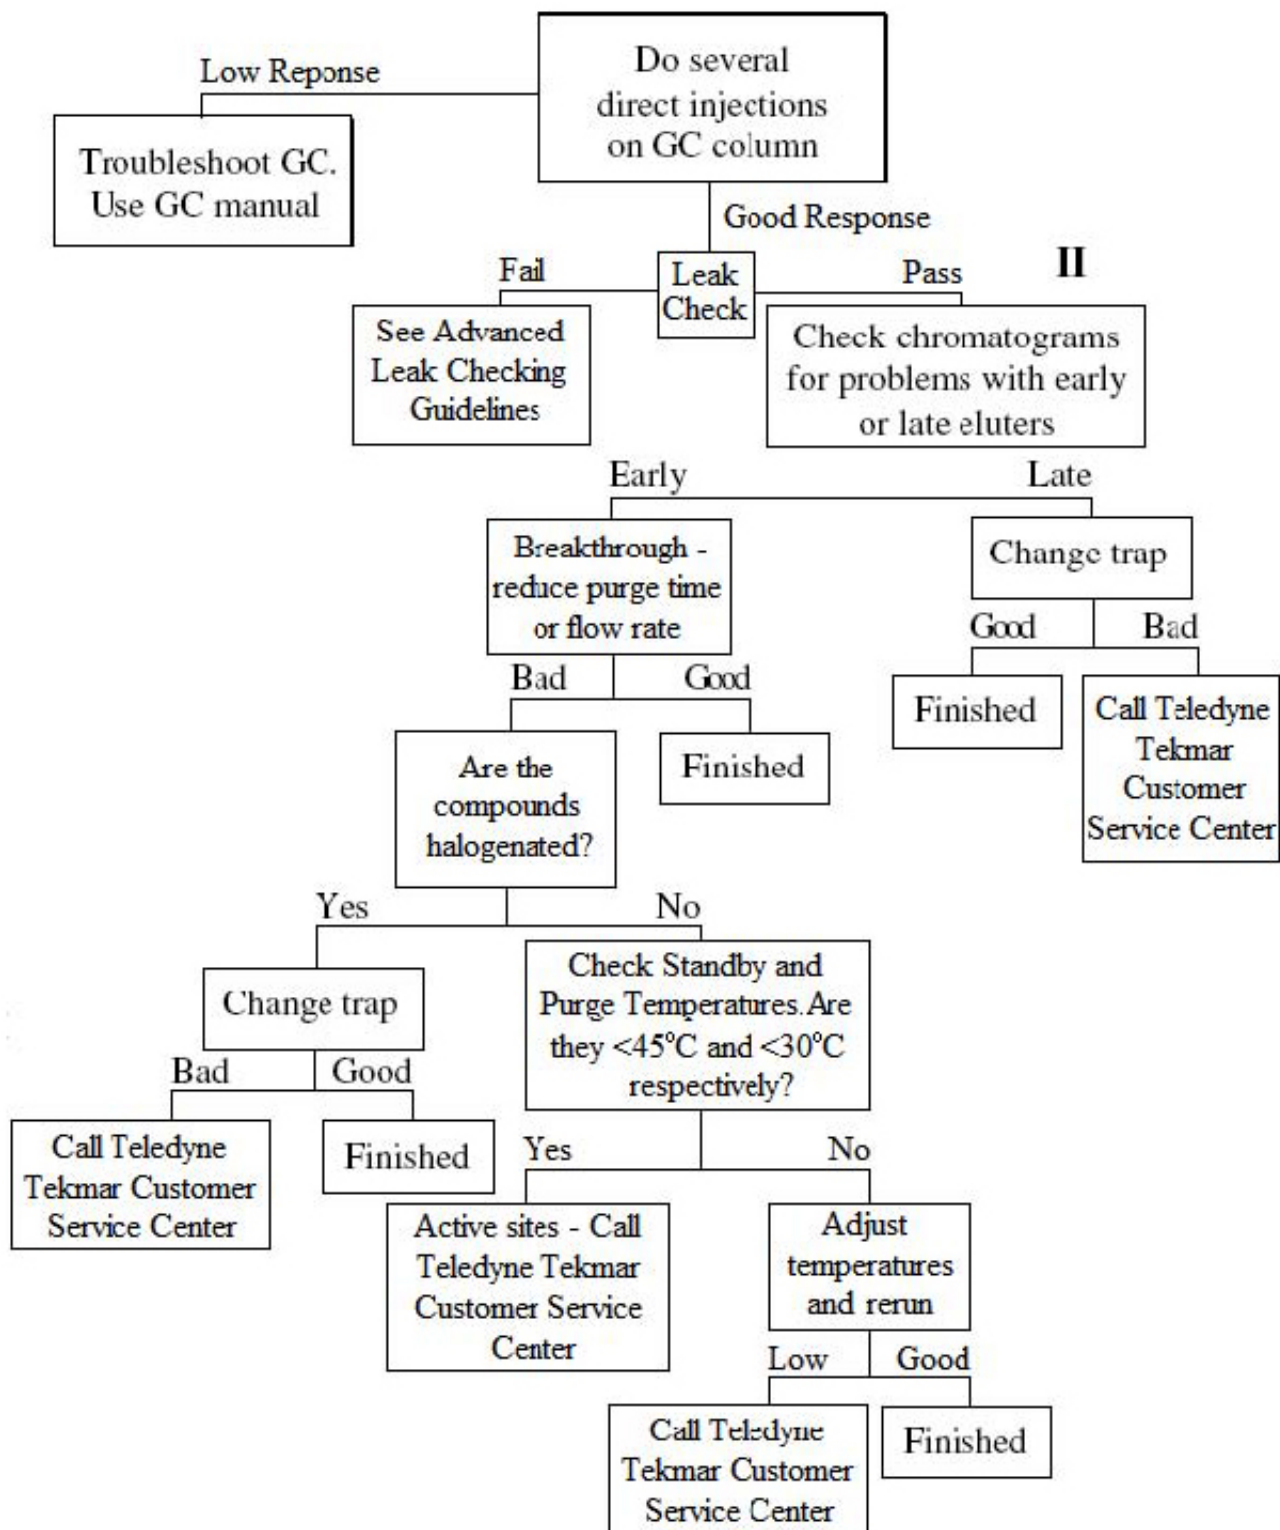 Do several
direct injections
on GC column
Low Reponse
Troubleshoot GC.
Use GC manual
Good Response
Fail
Leak
Check
Pass
II
See Advanced
Leak Checking
Guidelines
Check chromatograms
for problems with early
or late eluters
Early
Late
Breakthrough -
reduce purge time
or flow rate
Change trap
Good
Bad
Bad
Good
Finished
Call Teledyne
Tekmar
Customer
Service Center
Are the
compounds
halogenated?
Finished
Yes
No
Change trap
Check Standby and
Purge Temperatures.Are
they <45°C and <30°C
respectively?
Bad
Good
Call Teledyne
Tekmar Customer
Service Center
Finished
Yes
No
Active sites - Call
Teledyne Tekmar
Customer Service
Center
Adjust
temperatures
and rerun
Low
Good
Call Teledyne
Tekmar Customer
Service Center
Finished